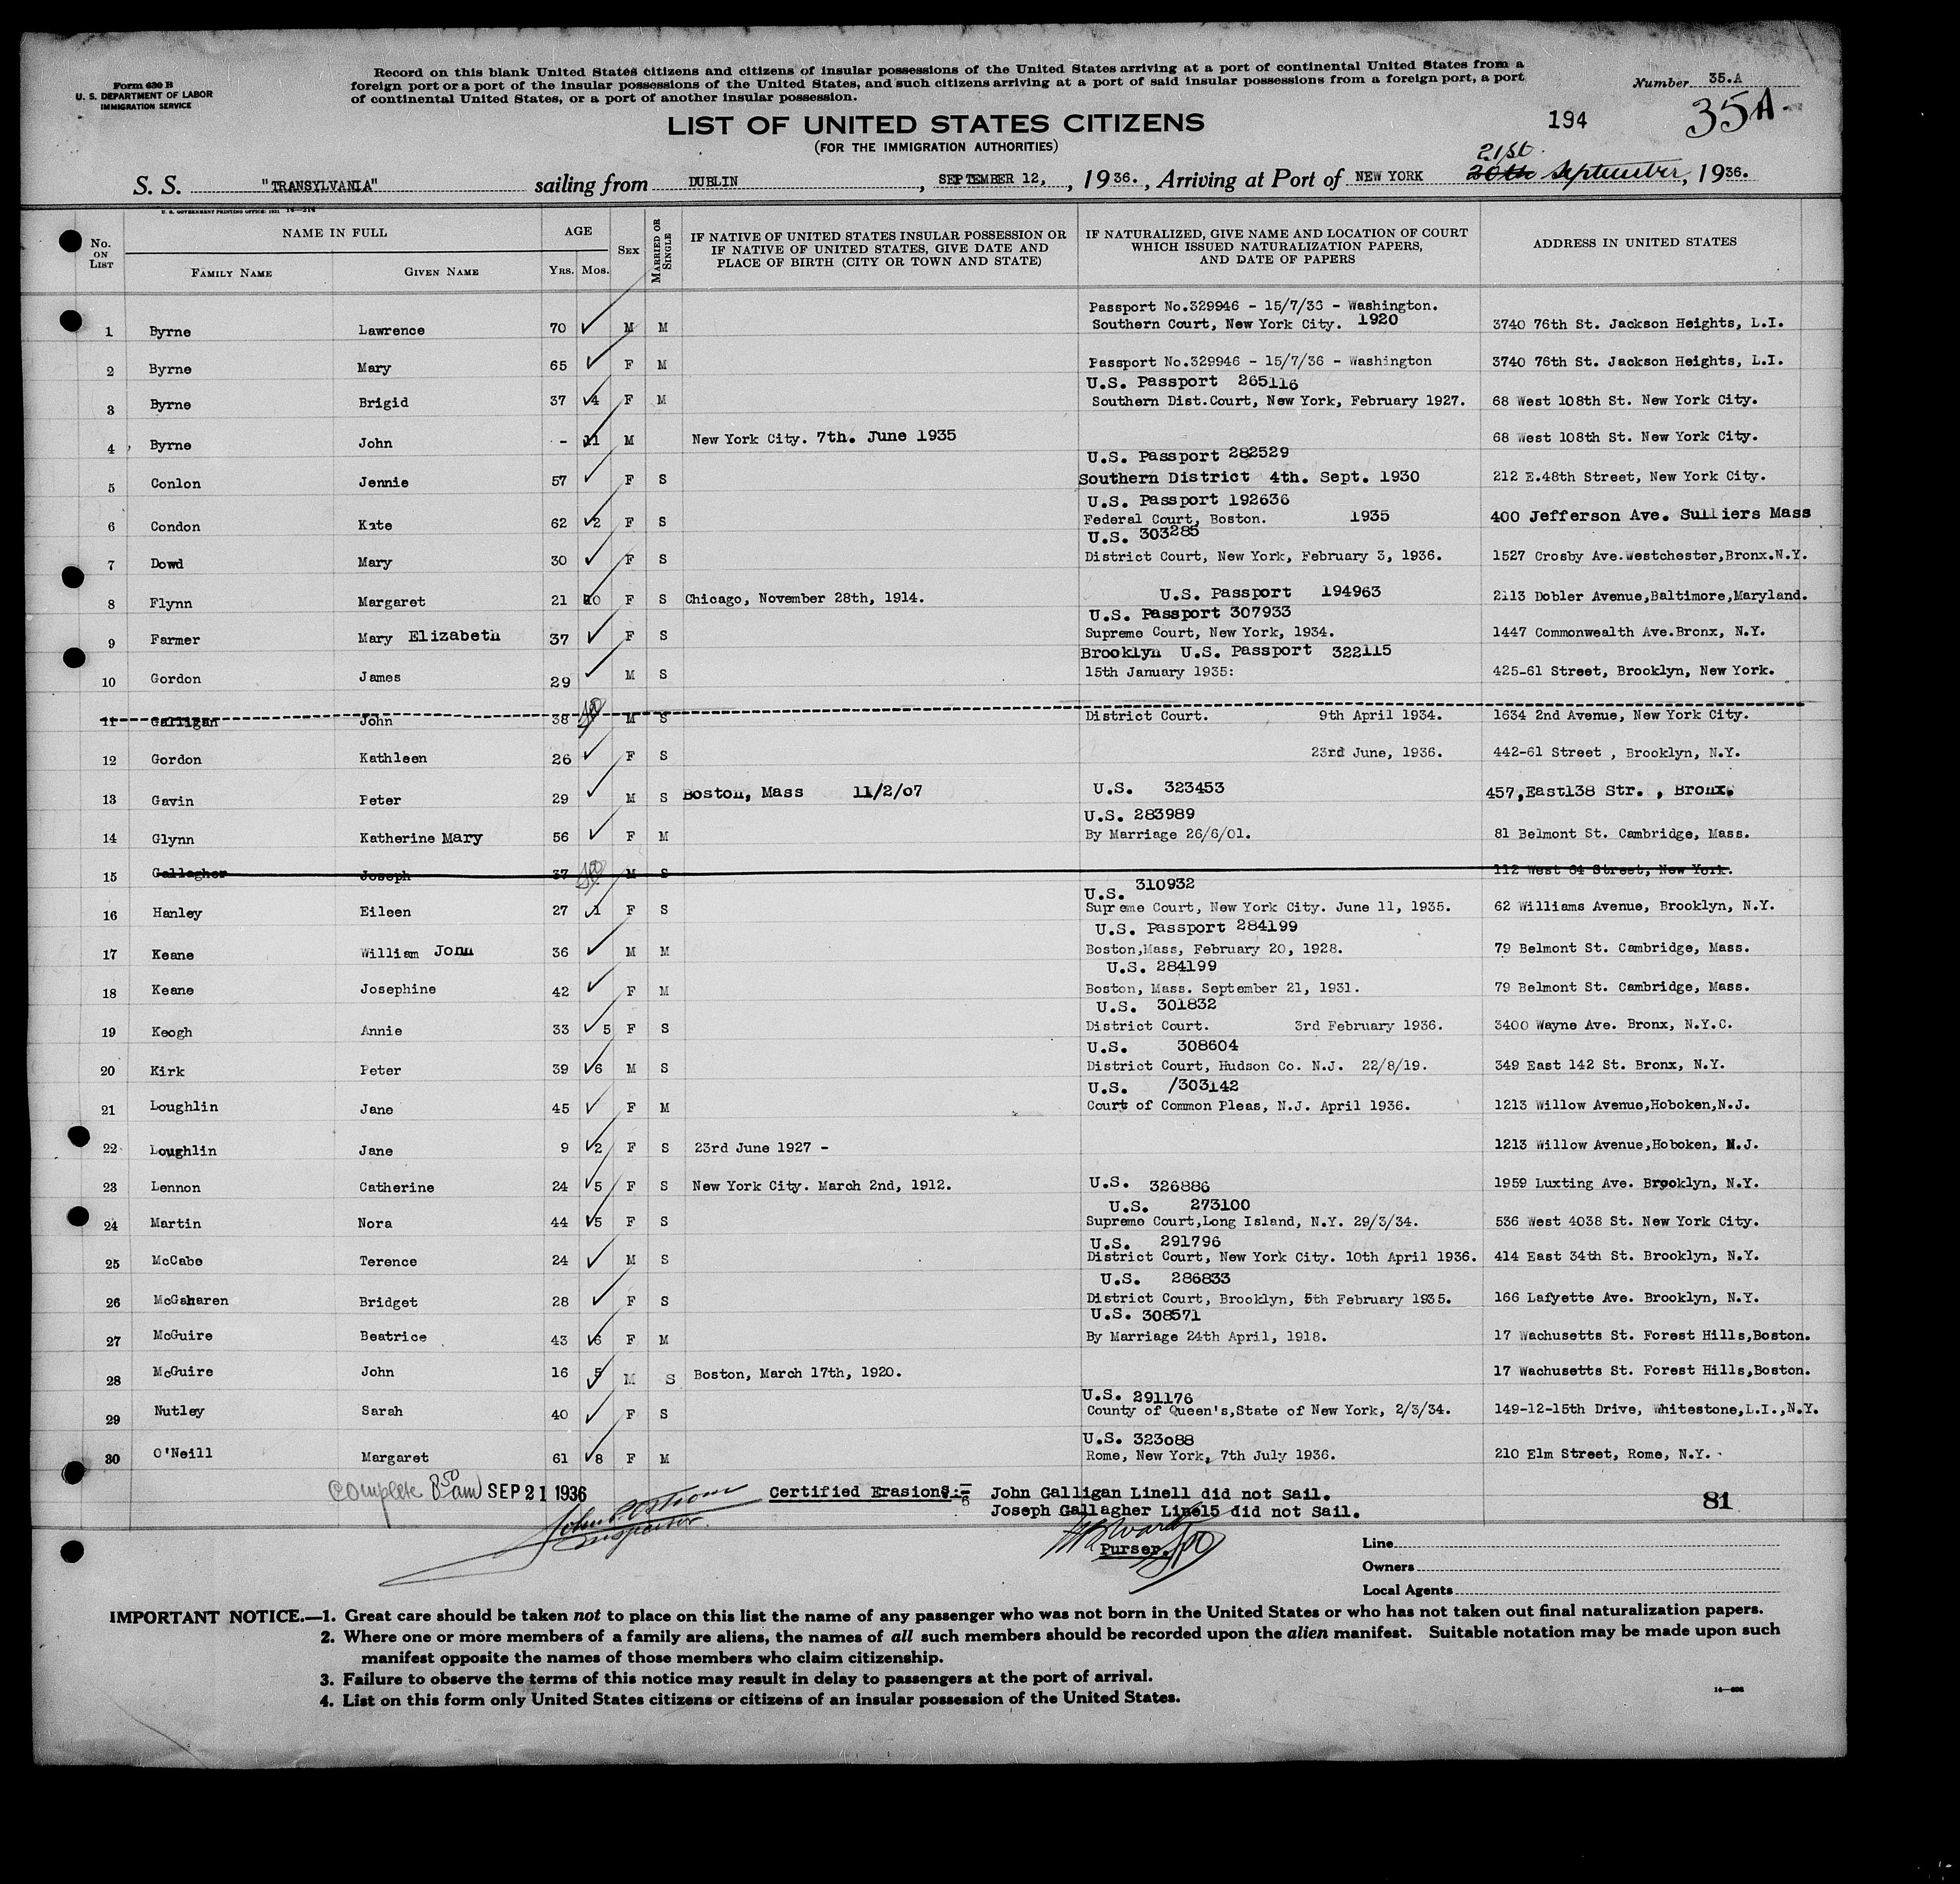 Form 630 B
U. S. DEPARTMENT OF LABOR
IMMIGRATION SERVICE
Record on this blank United States citizens and citizens of insular possessions of the United States arriving at a port of continental United States from a
foreign port or a port of the insular possessions of the United States, and such citizens arriving at a port of said insular possessions from a foreign port, a port
of continental United States, or a port of another insular possession.
Number 35.A
35A
194
LIST OF UNITED STATES CITIZENS
(FOR THE IMMIGRATION AUTHORITIES)
21st
S. S. "TRANSYLVANIA" sailing from DUBLIN, SEPTEMBER 12, , 1936. , Arriving at Port of NEW YORK 20th September, 1936.
U. S. GOVERNMENT PRINTING OFFICE: 1931 14—214
No. ON LIST
NAME IN FULL
FAMILY NAME
GIVEN NAME
AGE
YRS. MOS.
SEX
MARRIED OR SINGLE
IF NATIVE OF UNITED STATES INSULAR POSSESSION OR
IF NATIVE OF UNITED STATES, GIVE DATE AND
PLACE OF BIRTH (CITY OR TOWN AND STATE)
IF NATURALIZED, GIVE NAME AND LOCATION OF COURT
WHICH ISSUED NATURALIZATION PAPERS,
AND DATE OF PAPERS
ADDRESS IN UNITED STATES
Passport No.329946 - 15/7/36 - Washington.
1 Byrne Lawrence 70 M M Southern Court, New York City. 1920 3740 76th St. Jackson Heights, L.I.
2 Byrne Mary 65 F M Passport No.329946 - 15/7/36 - Washington 3740 76th St. Jackson Heights, L.I.
U.S. Passport 265116
3 Byrne Brigid 37 4 F M Southern Dist.Court, New York, February 1927. 68 West 108th St. New York City.
4 Byrne John - 11 M New York City. 7th. June 1935 68 West 108th St. New York City.
U.S. Passport 282529
5 Conlon Jennie 57 F S Southern District 4th. Sept. 1930 212 E.48th Street, New York City.
U.S. Passport 192636
6 Condon Kate 62 2 F S Federal Court, Boston. 1935 400 Jefferson Ave. Sulliers Mass
U.S. 303285
7 Dowd Mary 30 F S District Court, New York, February 3, 1936. 1527 Crosby Ave.Westchester,Bronx.N.Y.
8 Flynn Margaret 21 10 F S Chicago, November 28th, 1914. U.S. Passport 194963 2113 Dobler Avenue,Baltimore,Maryland.
U.S. Passport 307933
9 Farmer Mary Elizabeth 37 F S Supreme Court, New York, 1934. 1447 Commonwealth Ave.Bronx, N.Y.
Brooklyn U.S. Passport 322115
10 Gordon James 29 M S 15th January 1935: 425-61 Street, Brooklyn, New York.
11 Galligan John 38 M S District Court. 9th April 1934. 1634 2nd Avenue, New York City.
12 Gordon Kathleen 26 F S 23rd June, 1936. 442-61 Street , Brooklyn, N.Y.
13 Gavin Peter 29 M S Boston, Mass 11/2/07 U.S. 323453 457,East138 Str. , Bronx.
U.S. 283989
14 Glynn Katherine Mary 56 F M By Marriage 26/6/01. 81 Belmont St. Cambridge, Mass.
15 Gallagher Joseph 37 M S 112 West 64 Street, New York.
U.S. 310932
16 Hanley Eileen 27 1 F S Supreme Court, New York City. June 11, 1935. 62 Williams Avenue, Brooklyn, N.Y.
U.S. Passport 284199
17 Keane William John 36 M M Boston,Mass, February 20, 1928. 79 Belmont St. Cambridge, Mass.
U.S. 284199
18 Keane Josephine 42 F M Boston, Mass. September 21, 1931. 79 Belmont St. Cambridge, Mass.
U.S. 301832
19 Keogh Annie 33 5 F S District Court. 3rd February 1936. 3400 Wayne Ave. Bronx, N.Y.C.
U.S. 308604
20 Kirk Peter 39 6 M S District Court, Hudson Co. N.J. 22/8/19. 349 East 142 St. Bronx, N.Y.
U.S. /303142
21 Loughlin Jane 45 F M Court of Common Pleas, N.J. April 1936. 1213 Willow Avenue,Hoboken,N.J.
22 Loughlin Jane 9 2 F S 23rd June 1927 - 1213 Willow Avenue,Hoboken, N.J.
23 Lennon Catherine 24 5 F S New York City. March 2nd, 1912. U.S. 326886 1959 Luxting Ave. Brooklyn, N.Y.
U.S. 273100
24 Martin Nora 44 5 F S Supreme Court,Long Island, N.Y. 29/3/34. 536 West 4038 St. New York City.
U.S. 291796
25 McCabe Terence 24 M S District Court, New York City. 10th April 1936. 414 East 34th St. Brooklyn, N.Y.
U.S. 286833
26 McGaharen Bridget 28 F S District Court, Brooklyn, 5th February 1935. 166 Lafyette Ave. Brooklyn, N.Y.
U.S. 308571
27 McGuire Beatrice 43 6 F M By Marriage 24th April, 1918. 17 Wachusetts St. Forest Hills,Boston.
28 McGuire John 16 5 M S Boston, March 17th, 1920. 17 Wachusetts St. Forest Hills,Boston.
U.S. 291176
29 Nutley Sarah 40 F S County of Queen's,State of New York, 2/3/34. 149-12-15th Drive, Whitestone,L.I.,N.Y.
U.S. 323088
30 O'Neill Margaret 61 8 F M Rome, New York, 7th July 1936. 210 Elm Street, Rome, N.Y.
Complete 8 50 am SEP 21 1936
Inspector
Certified Erasions:- John Galligan Line11 did not Sail.
Joseph Gallagher Line15 did not Sail.
Purser.
81
Line
Owners
Local Agents
IMPORTANT NOTICE.—1. Great care should be taken not to place on this list the name of any passenger who was not born in the United States or who has not taken out final naturalization papers.
2. Where one or more members of a family are aliens, the names of all such members should be recorded upon the alien manifest. Suitable notation may be made upon such
manifest opposite the names of those members who claim citizenship.
3. Failure to observe the terms of this notice may result in delay to passengers at the port of arrival.
4. List on this form only United States citizens or citizens of an insular possession of the United States.